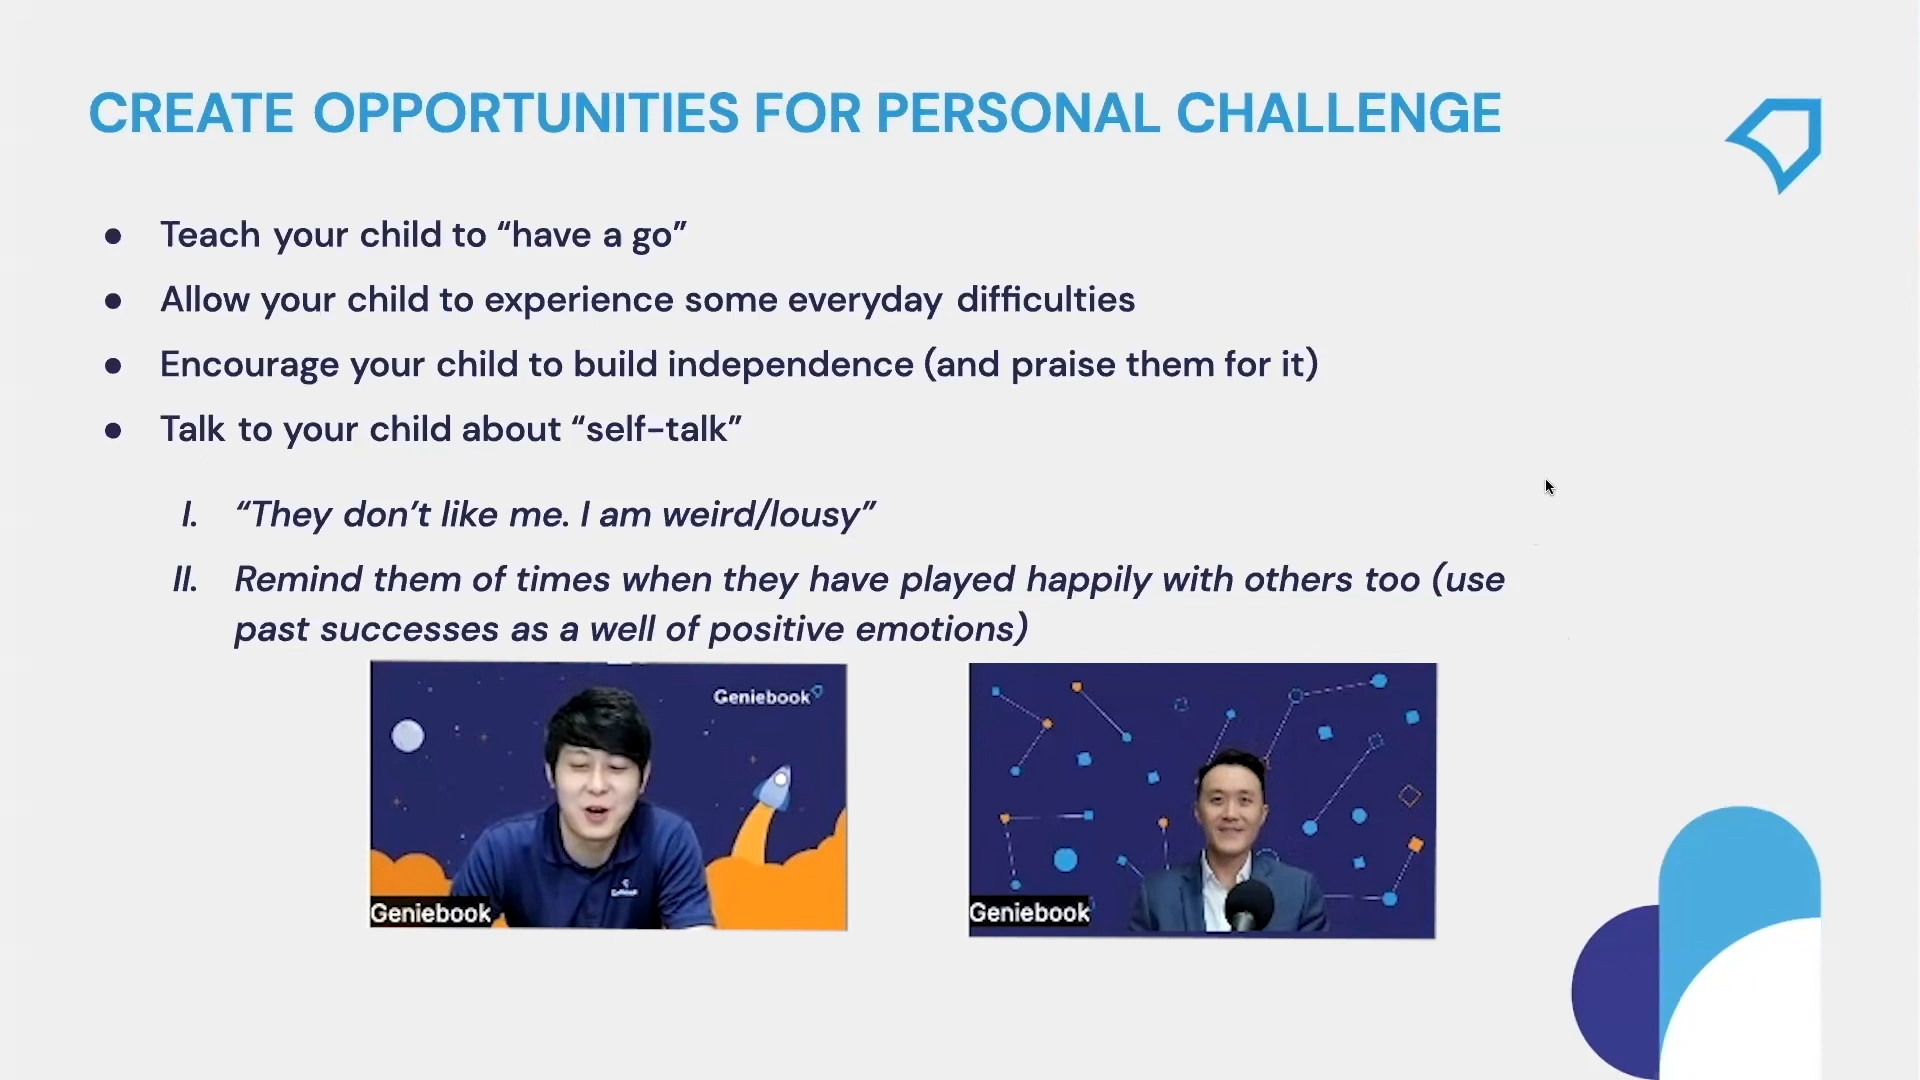 CREATE OPPORTUNITIES FOR PERSONAL CHALLENGE
● Teach your child to “have a go”
● Allow your child to experience some everyday difficulties
● Encourage your child to build independence (and praise them for it)
● Talk to your child about “self-talk”
I. “They don’t like me. I am weird/lousy”
II. Remind them of times when they have played happily with others too (use
past successes as a well of positive emotions)
Geniebook
Geniebook
Geniebook